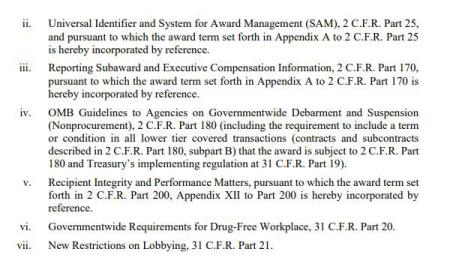 ii. Universal Identifier and System for Award Management (SAM), 2 C.F.R. Part 25,
and pursuant to which the award term set forth in Appendix A to 2 C.F.R. Part 25
is hereby incorporated by reference.
iii. Reporting Subaward and Executive Compensation Information, 2 C.F.R. Part 170,
pursuant to which the award term set forth in Appendix A to 2 C.F.R. Part 170 is
hereby incorporated by reference.
iv. OMB Guidelines to Agencies on Governmentwide Debarment and Suspension
(Nonprocurement), 2 C.F.R. Part 180 (including the requirement to include a term
or condition in all lower tier covered transactions (contracts and subcontracts
described in 2 C.F.R. Part 180, subpart B) that the award is subject to 2 C.F.R. Part
180 and Treasury's implementing regulation at 31 C.F.R. Part 19).
v. Recipient Integrity and Performance Matters, pursuant to which the award term set
forth in 2 C.F.R. Part 200, Appendix XII to Part 200 is hereby incorporated by
reference.
vi. Governmentwide Requirements for Drug-Free Workplace, 31 C.F.R. Part 20.
vii. New Restrictions on Lobbying, 31 C.F.R. Part 21.